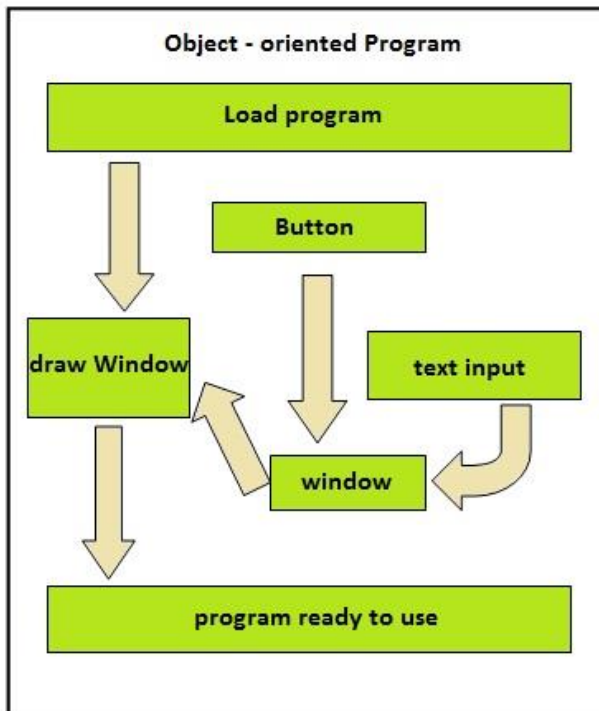 Object - oriented Program
Load program
Button
draw Window
text input
window
program ready to use